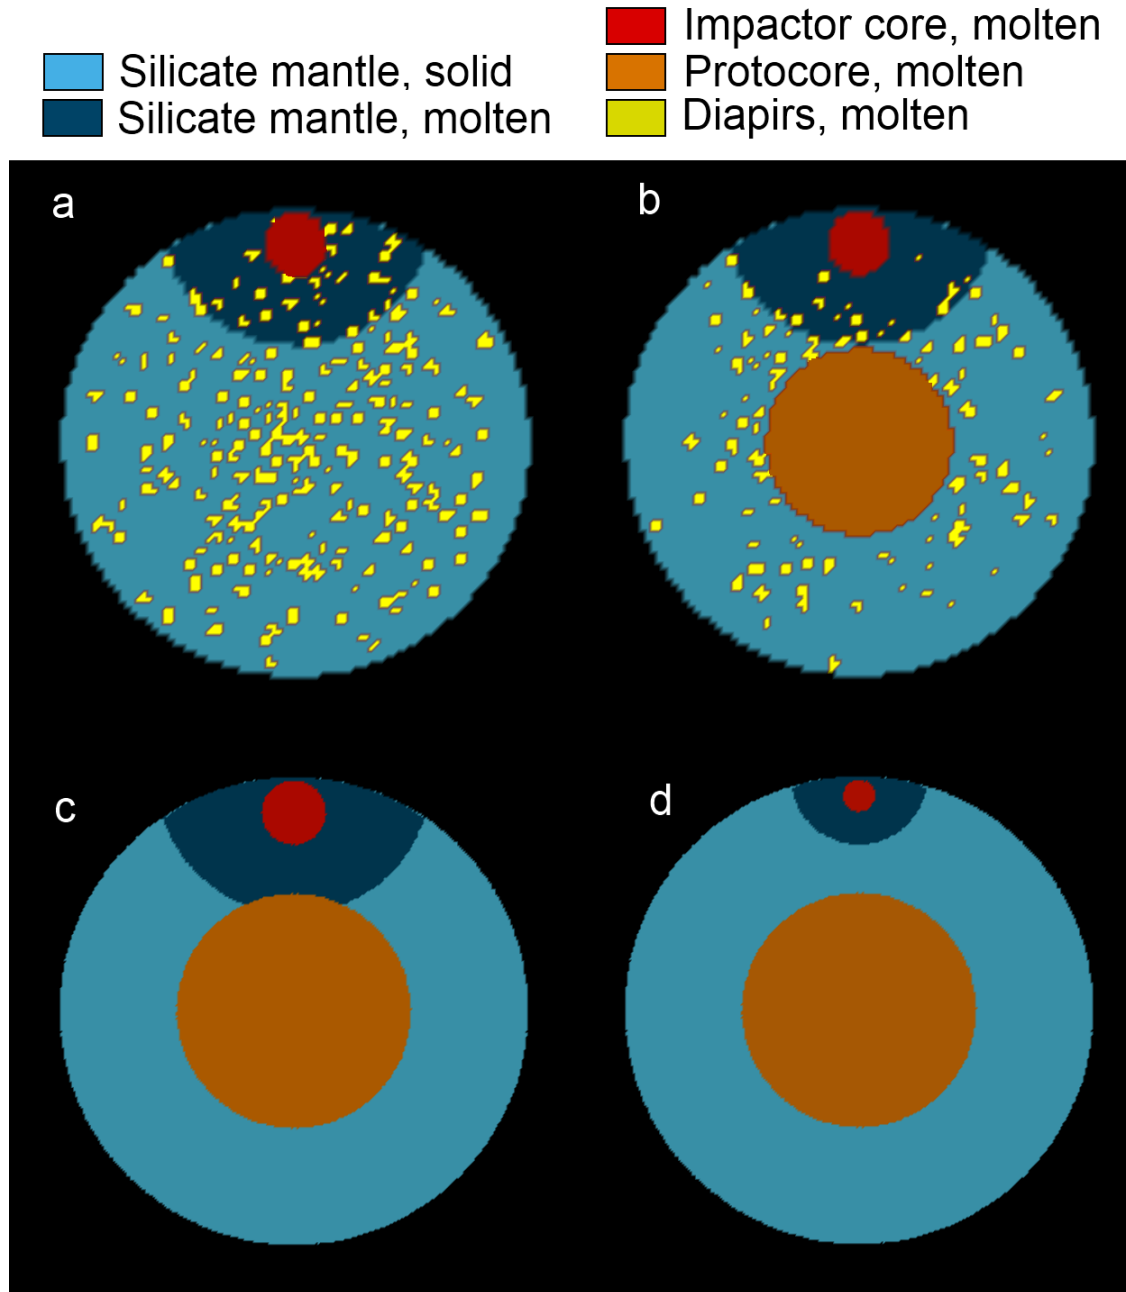 Silicate mantle, solid
Silicate mantle, molten
Impactor core, molten
Protocore, molten
Diapirs, molten
a
b
c
d